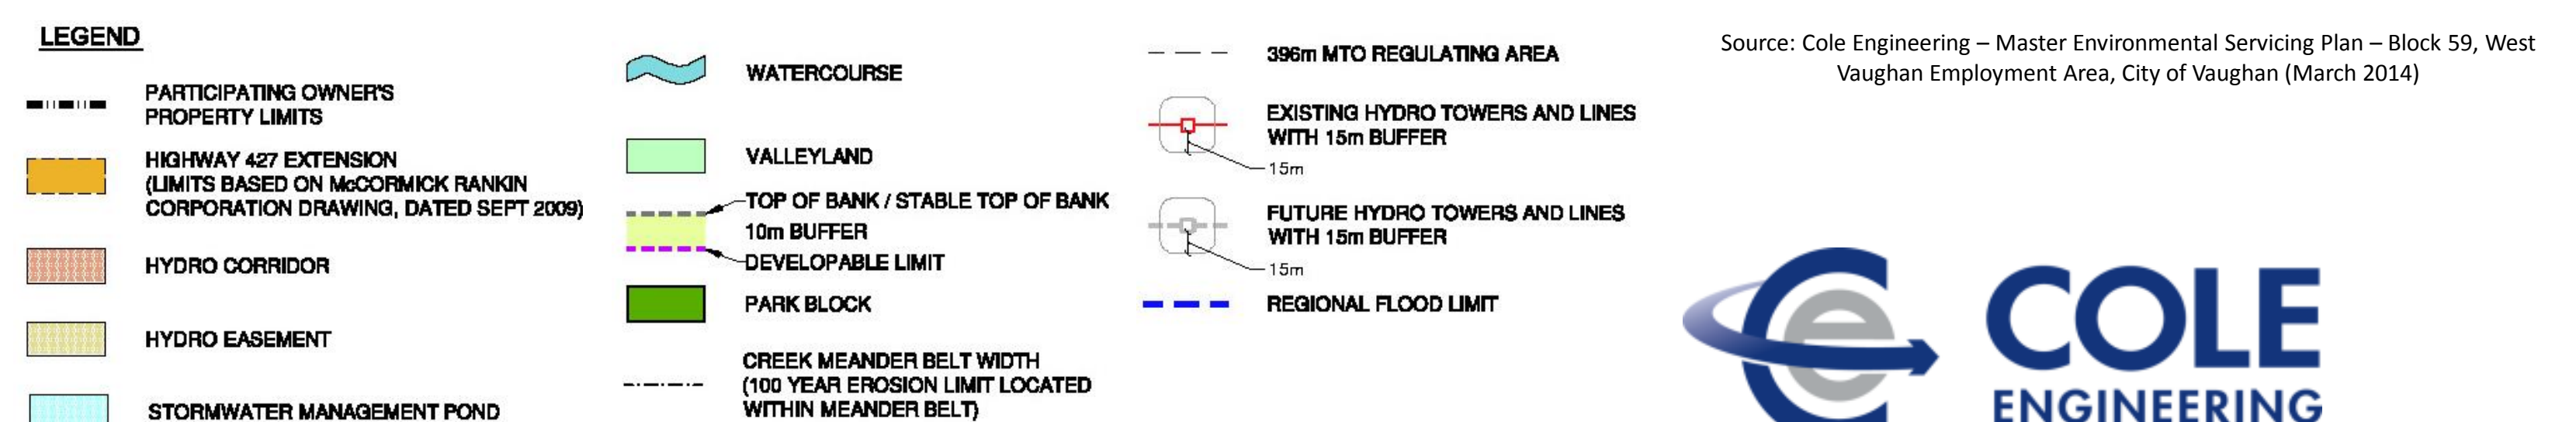 LEGEND
PARTICIPATING OWNER'S
PROPERTY LIMITS
HIGHWAY 427 EXTENSION
(LIMITS BASED ON McCORMICK RANKIN
CORPORATION DRAWING, DATED SEPT 2009)
HYDRO CORRIDOR
HYDRO EASEMENT
STORMWATER MANAGEMENT POND
WATERCOURSE
VALLEYLAND
TOP OF BANK / STABLE TOP OF BANK
10m BUFFER
DEVELOPABLE LIMIT
PARK BLOCK
CREEK MEANDER BELT WIDTH
(100 YEAR EROSION LIMIT LOCATED
WITHIN MEANDER BELT)
396m MTO REGULATING AREA
EXISTING HYDRO TOWERS AND LINES
WITH 15m BUFFER
15m
FUTURE HYDRO TOWERS AND LINES
WITH 15m BUFFER
15m
REGIONAL FLOOD LIMIT
Source: Cole Engineering – Master Environmental Servicing Plan – Block 59, West
Vaughan Employment Area, City of Vaughan (March 2014)
COLE
ENGINEERING